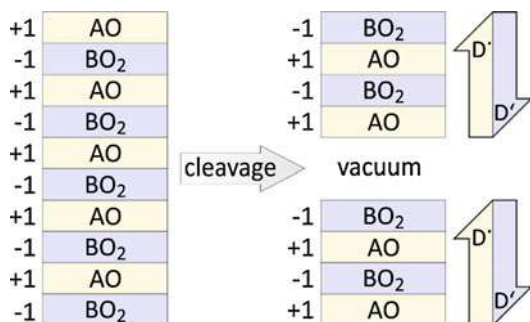 +1 AO
-1 BO₂
+1 AO
-1 BO₂
+1 AO
-1 BO₂
+1 AO
-1 BO₂
+1 AO
-1 BO₂
cleavage
-1 BO₂
+1 AO
-1 BO₂
+1 AO
D˙
D′
vacuum
-1 BO₂
+1 AO
-1 BO₂
+1 AO
D˙
D′